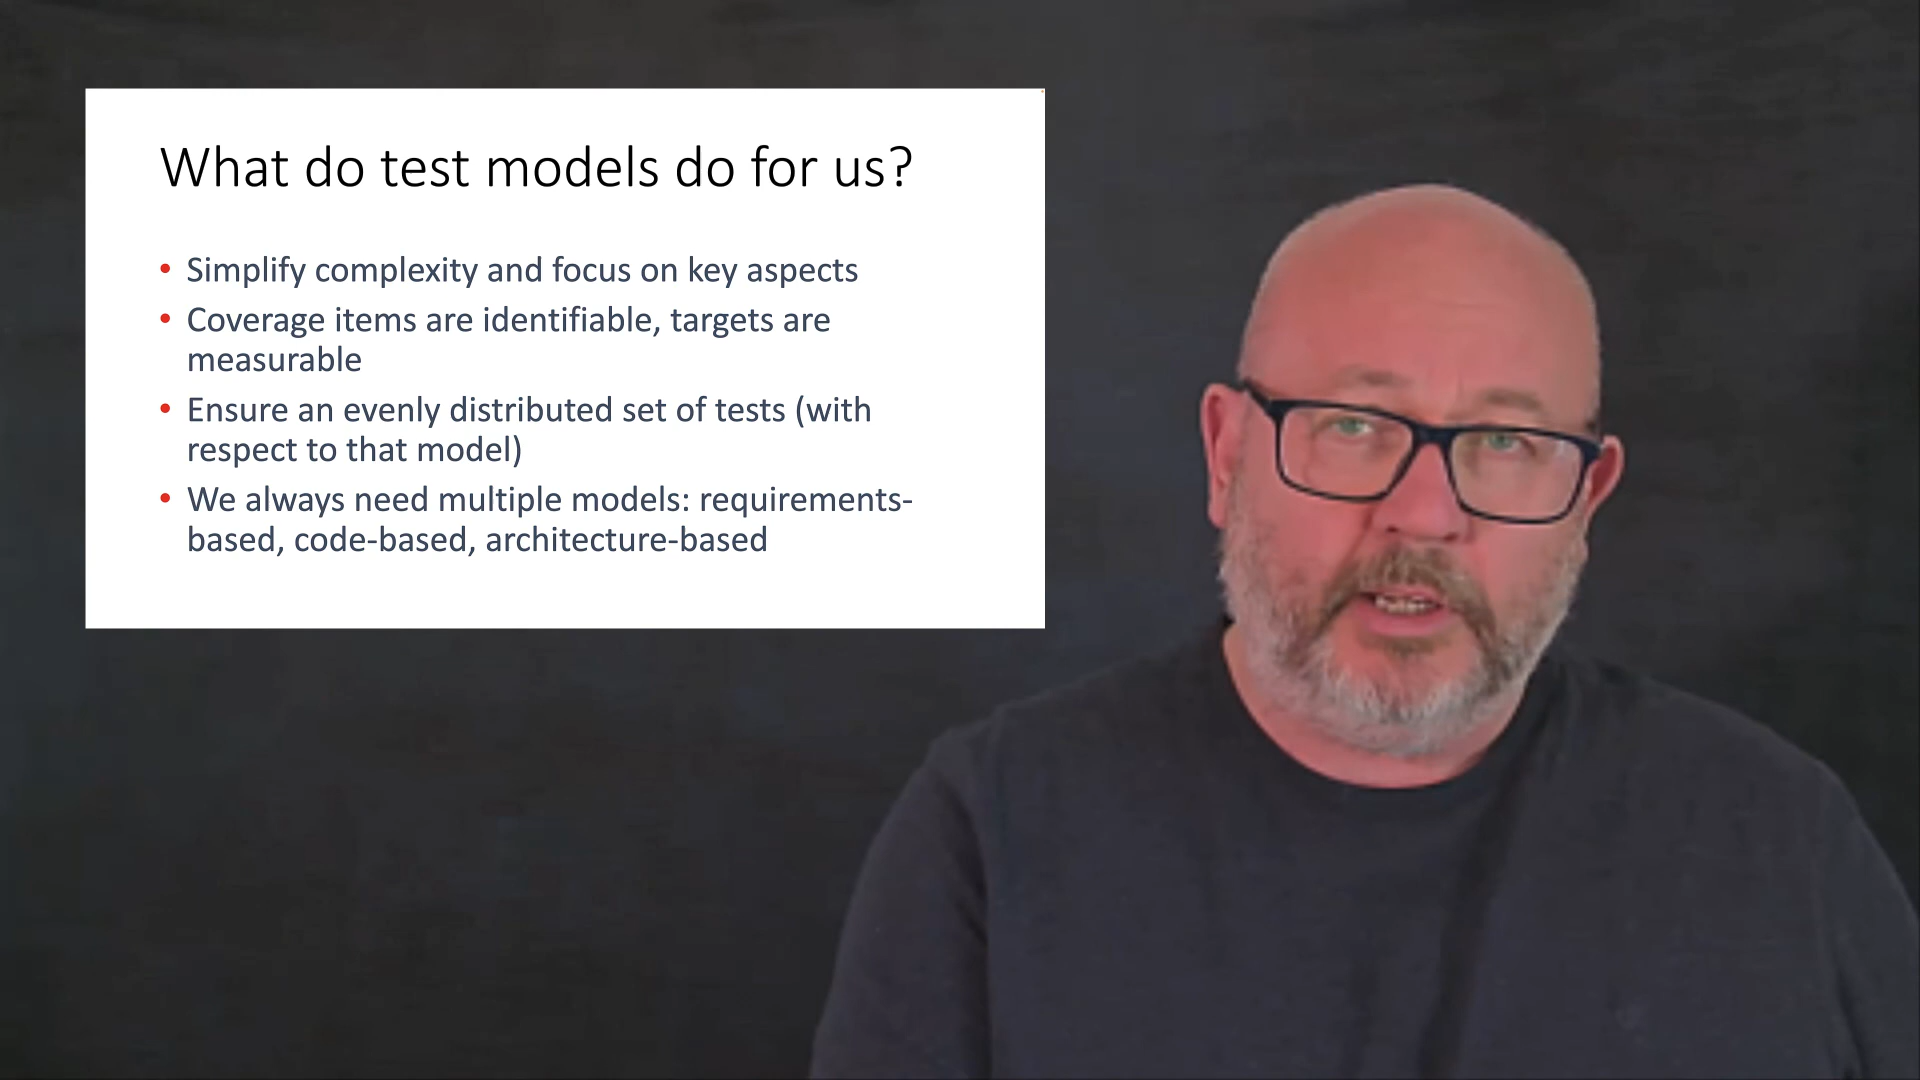 What do test models do for us?
• Simplify complexity and focus on key aspects
• Coverage items are identifiable, targets are
measurable
• Ensure an evenly distributed set of tests (with
respect to that model)
• We always need multiple models: requirements-
based, code-based, architecture-based